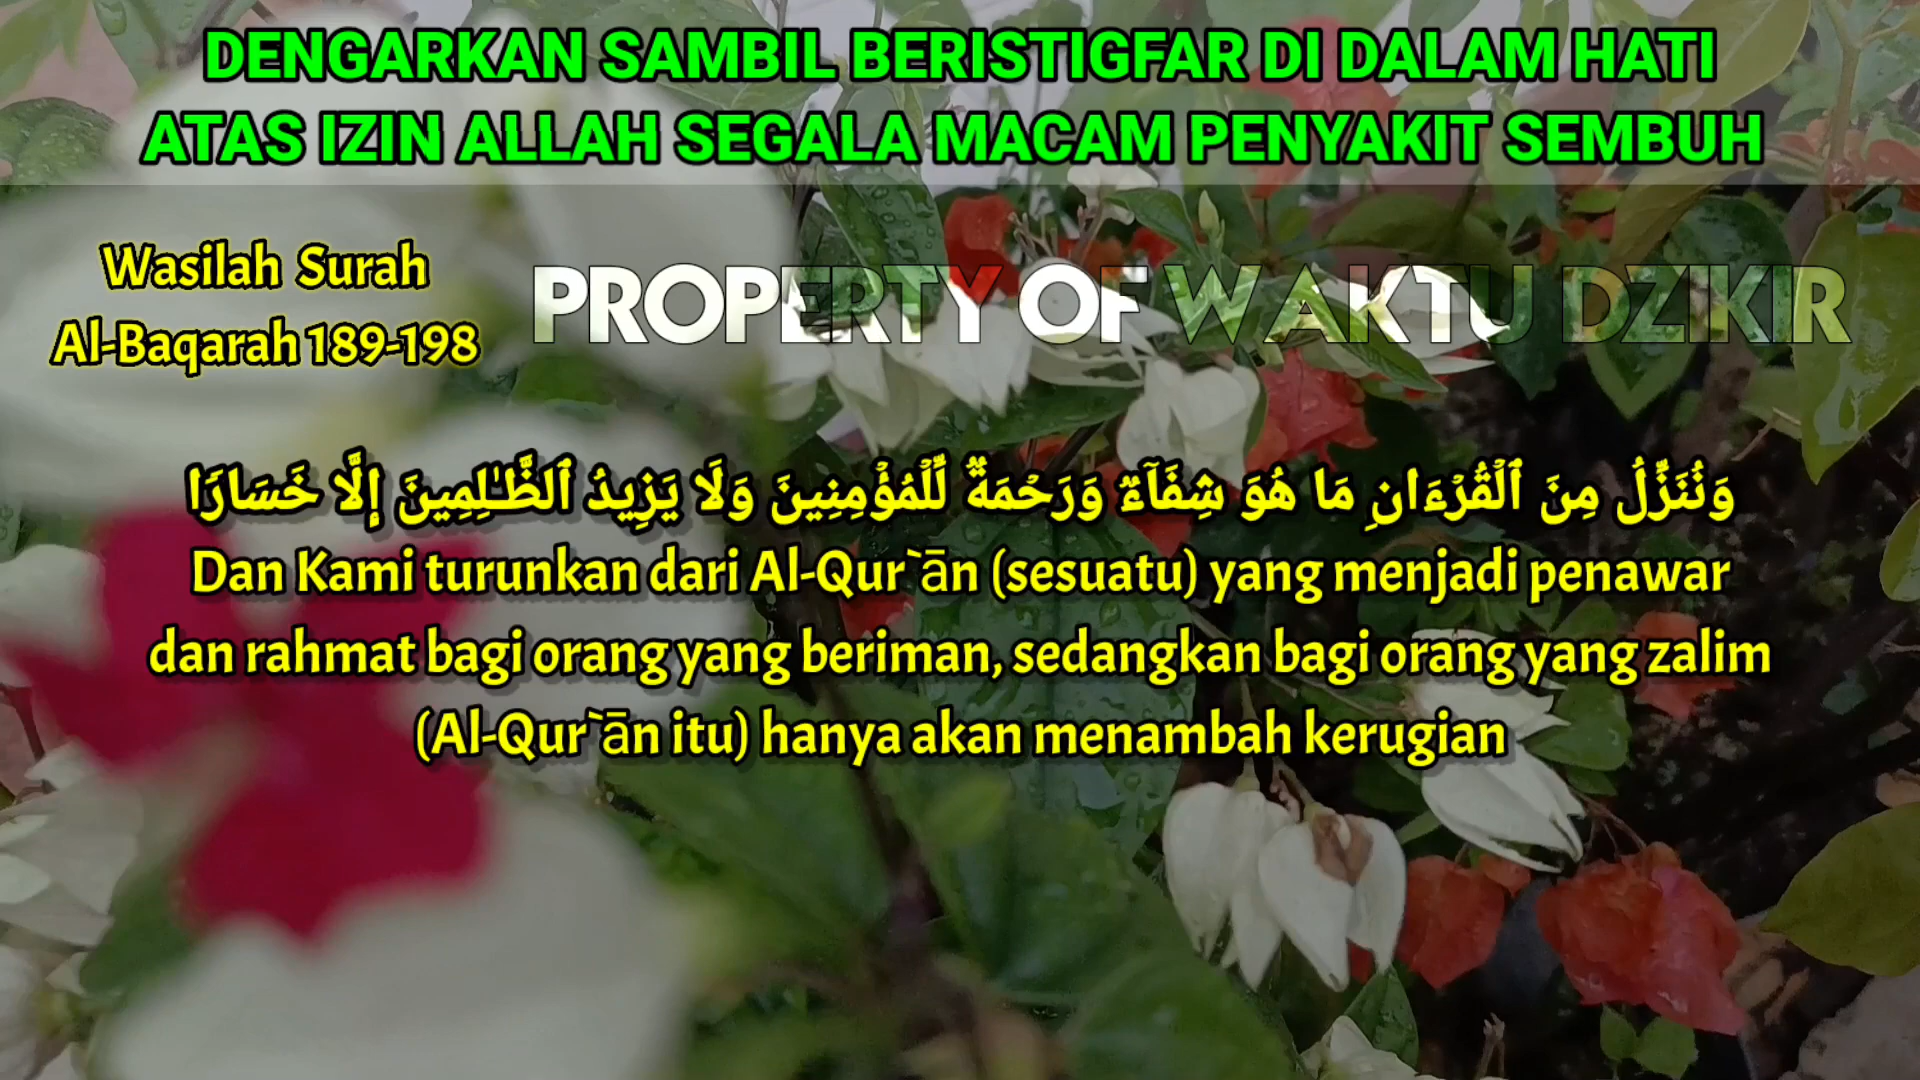 DENGARKAN SAMBIL BERISTIGFAR DI DALAM HATI
ATAS IZIN ALLAH SEGALA MACAM PENYAKIT SEMBUH
Wasilah Surah
Al-Baqarah 189-198
PROPERTY OF WAKTU DZIKIR
وَنُنَزِّلُ مِنَ ٱلْقُرْءَانِ مَا هُوَ شِفَآءٌ وَرَحْمَةٌ لِّلْمُؤْمِنِينَ وَلَا يَزِيدُ ٱلظَّـٰلِمِينَ إِلَّا خَسَارًا
Dan Kami turunkan dari Al-Qur`ān (sesuatu) yang menjadi penawar
dan rahmat bagi orang yang beriman, sedangkan bagi orang yang zalim
(Al-Qur`ān itu) hanya akan menambah kerugian